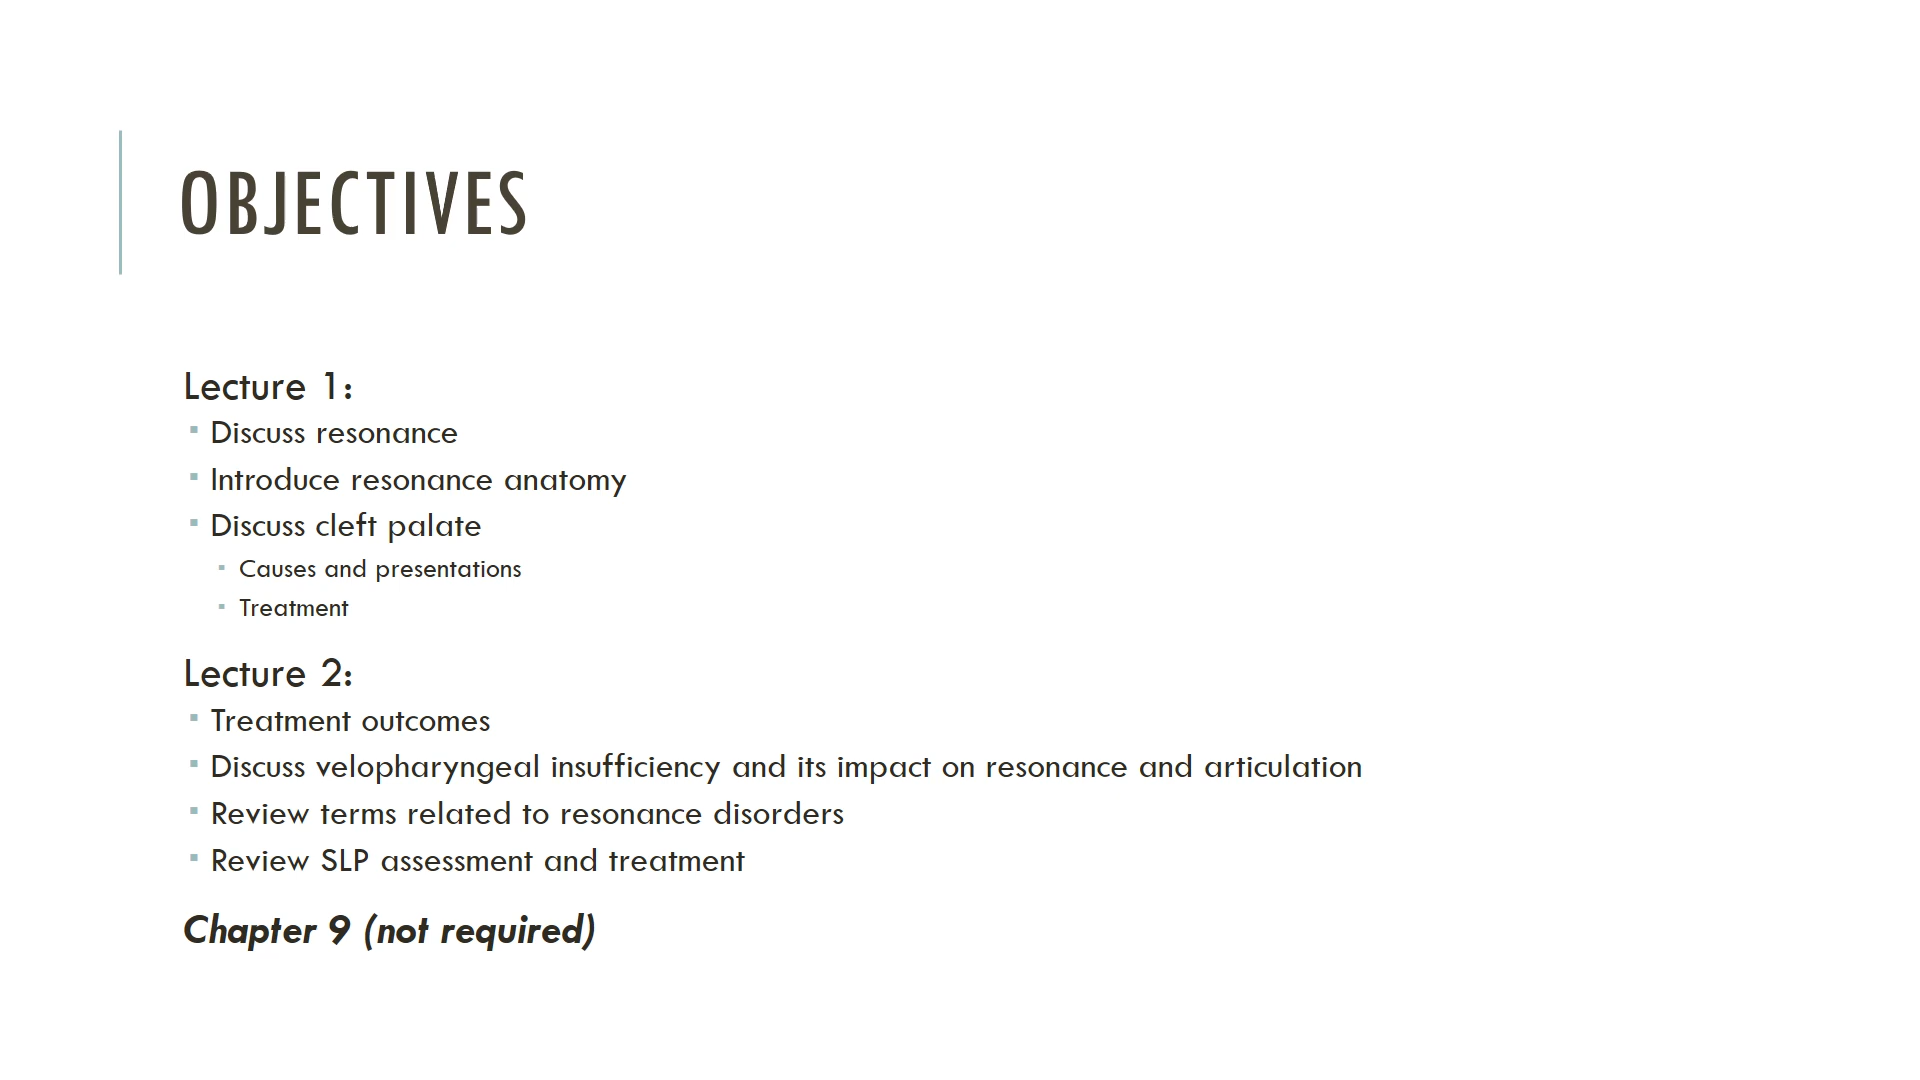 OBJECTIVES
Lecture 1:
▪ Discuss resonance
▪ Introduce resonance anatomy
▪ Discuss cleft palate
▪ Causes and presentations
▪ Treatment
Lecture 2:
▪ Treatment outcomes
▪ Discuss velopharyngeal insufficiency and its impact on resonance and articulation
▪ Review terms related to resonance disorders
▪ Review SLP assessment and treatment
Chapter 9 (not required)